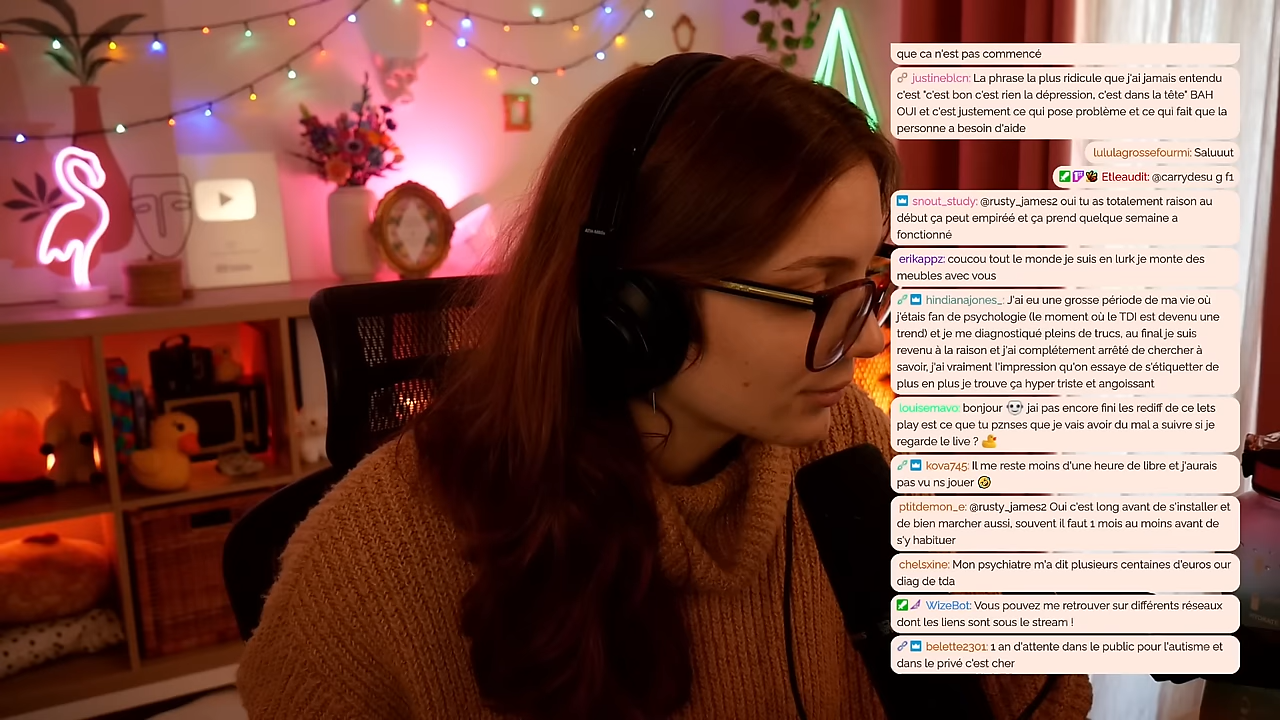 que ca n'est pas commencé
justineblcn: La phrase la plus ridicule que j'ai jamais entendu
c'est "c'est bon c'est rien la dépression, c'est dans la tête" BAH
OUI et c'est justement ce qui pose problème et ce qui fait que la
personne a besoin d'aide
lululagrossefourmi: Saluuut
Etleaudit: @carrydesu g f1
snout_study: @rusty_james2 oui tu as totalement raison au
début ça peut empiréé et ça prend quelque semaine a
fonctionné
erikappz: coucou tout le monde je suis en lurk je monte des
meubles avec vous
hindianajones_: J'ai eu une grosse période de ma vie où
j'étais fan de psychologie (le moment où le TDI est devenu une
trend) et je me diagnostiqué pleins de trucs, au final je suis
revenu à la raison et j'ai complétement arrêté de chercher à
savoir, j'ai vraiment l'impression qu'on essaye de s'étiqueter de
plus en plus je trouve ça hyper triste et angoissant
louisemavo: bonjour jai pas encore fini les rediff de ce lets
play est ce que tu pznses que je vais avoir du mal a suivre si je
regarde le live ?
kova745: Il me reste moins d'une heure de libre et j'aurais
pas vu ns jouer
ptitdemon_e: @rusty_james2 Oui c'est long avant de s'installer et
de bien marcher aussi, souvent il faut 1 mois au moins avant de
s'y habituer
chelsxine: Mon psychiatre m'a dit plusieurs centaines d'euros our
diag de tda
WizeBot: Vous pouvez me retrouver sur différents réseaux
dont les liens sont sous le stream !
belette2301: 1 an d'attente dans le public pour l'autisme et
dans le privé c'est cher